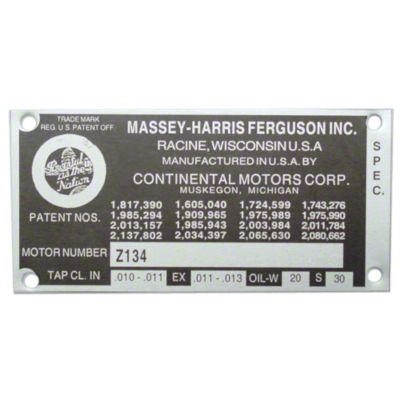 TRADE MARK
REG. U.S. PATENT OFF.
Powerful
as the
Nation
MASSEY-HARRIS FERGUSON INC.
RACINE, WISCONSIN U.S.A
MANUFACTURED IN U.S.A. BY
CONTINENTAL MOTORS CORP.
MUSKEGON, MICHIGAN
SPEC.
PATENT NOS.
1,817,390 1,605,040 1,724,599 1,743,276
1,985,294 1,909,965 1,975,989 1,975,990
2,013,157 1,985,943 2,003,984 2,011,784
2,137,802 2,034,397 2,065,630 2,080,662
MOTOR NUMBER Z134
TAP CL. IN .010 - .011 EX .011 - .013 OIL-W 20 S 30